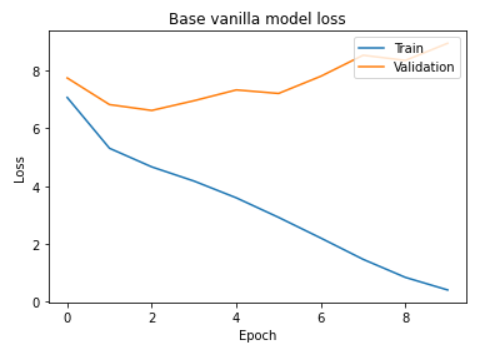 Base vanilla model loss
Train
Validation
8
6
4
2
0
Loss
0 2 4 6 8
Epoch